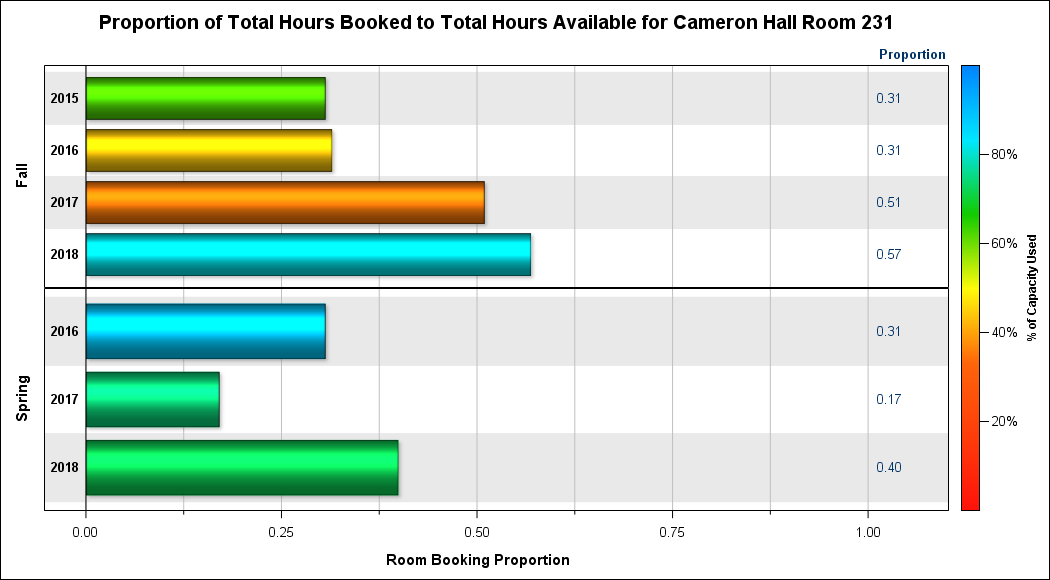 Proportion of Total Hours Booked to Total Hours Available for Cameron Hall Room 231
Proportion
Fall
2015 0.31
2016 0.31
2017 0.51
2018 0.57
Spring
2016 0.31
2017 0.17
2018 0.40
0.00 0.25 0.50 0.75 1.00
Room Booking Proportion
80%
60%
40%
20%
% of Capacity Used